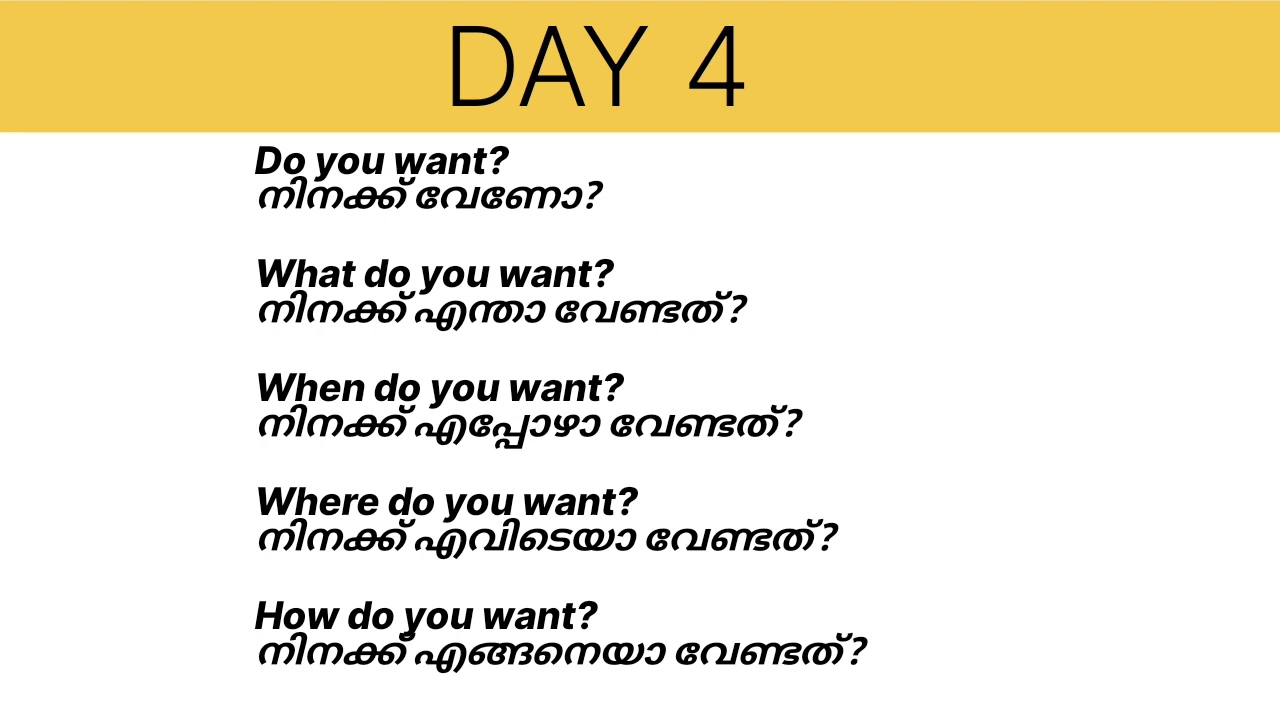 DAY 4
Do you want?
നിനക്ക് വേണോ?
What do you want?
നിനക്ക് എന്താ വേണ്ടത്?
When do you want?
നിനക്ക് എപ്പോഴാ വേണ്ടത്?
Where do you want?
നിനക്ക് എവിടെയാ വേണ്ടത്?
How do you want?
നിനക്ക് എങ്ങനെയാ വേണ്ടത്?